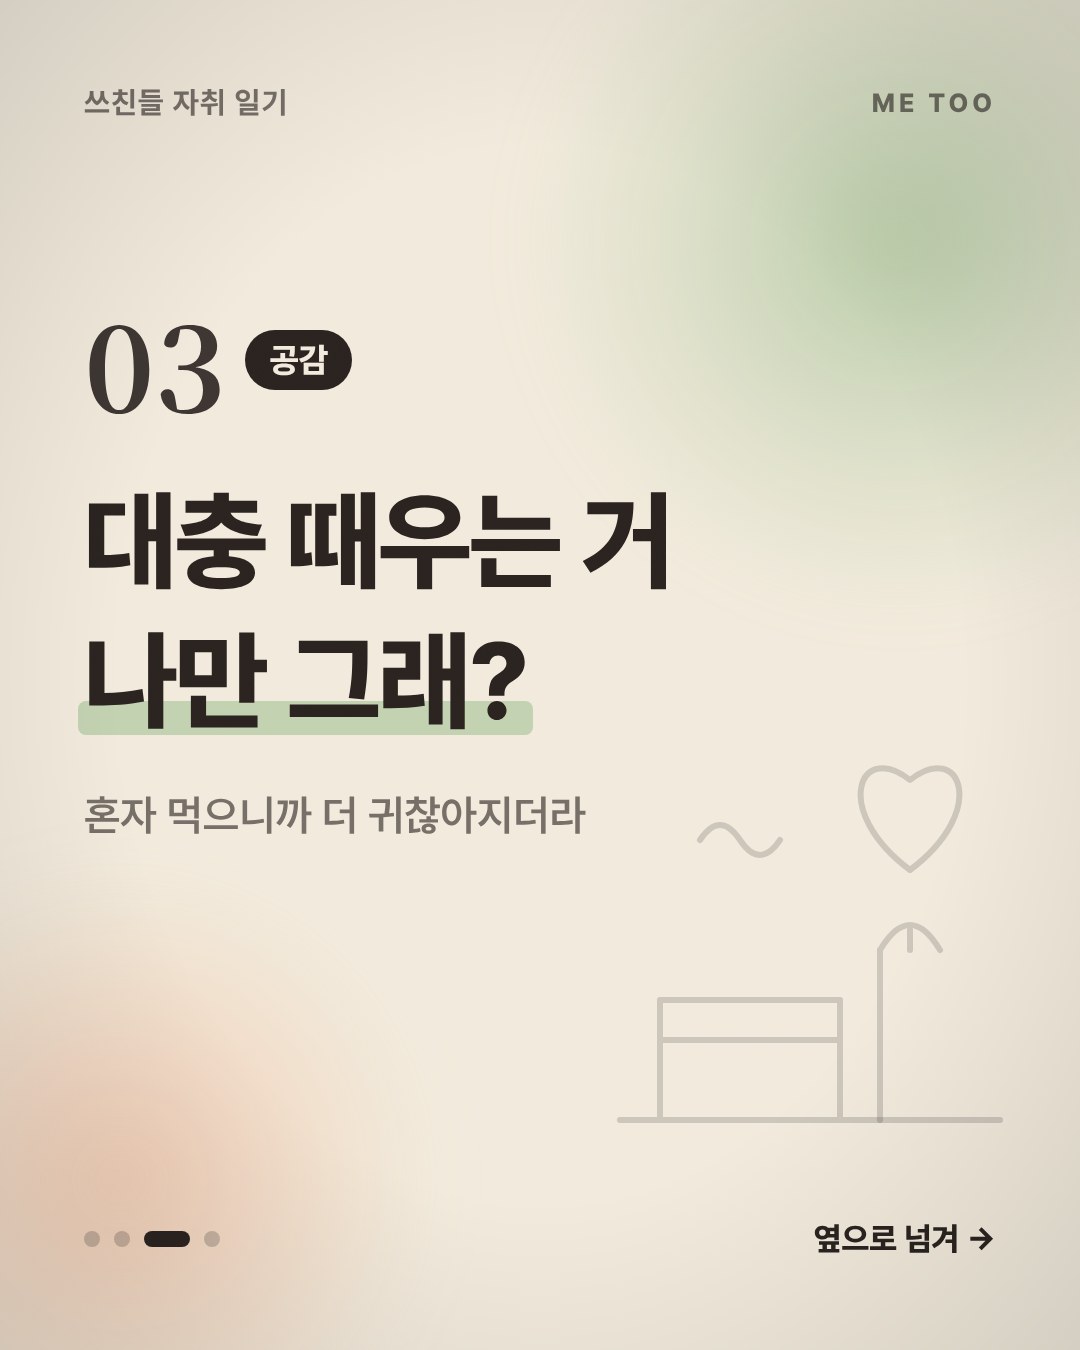 쓰친들 자취 일기
ME TOO
03 공감
대충 때우는 거
나만 그래?
혼자 먹으니까 더 귀찮아지더라
옆으로 넘겨 →